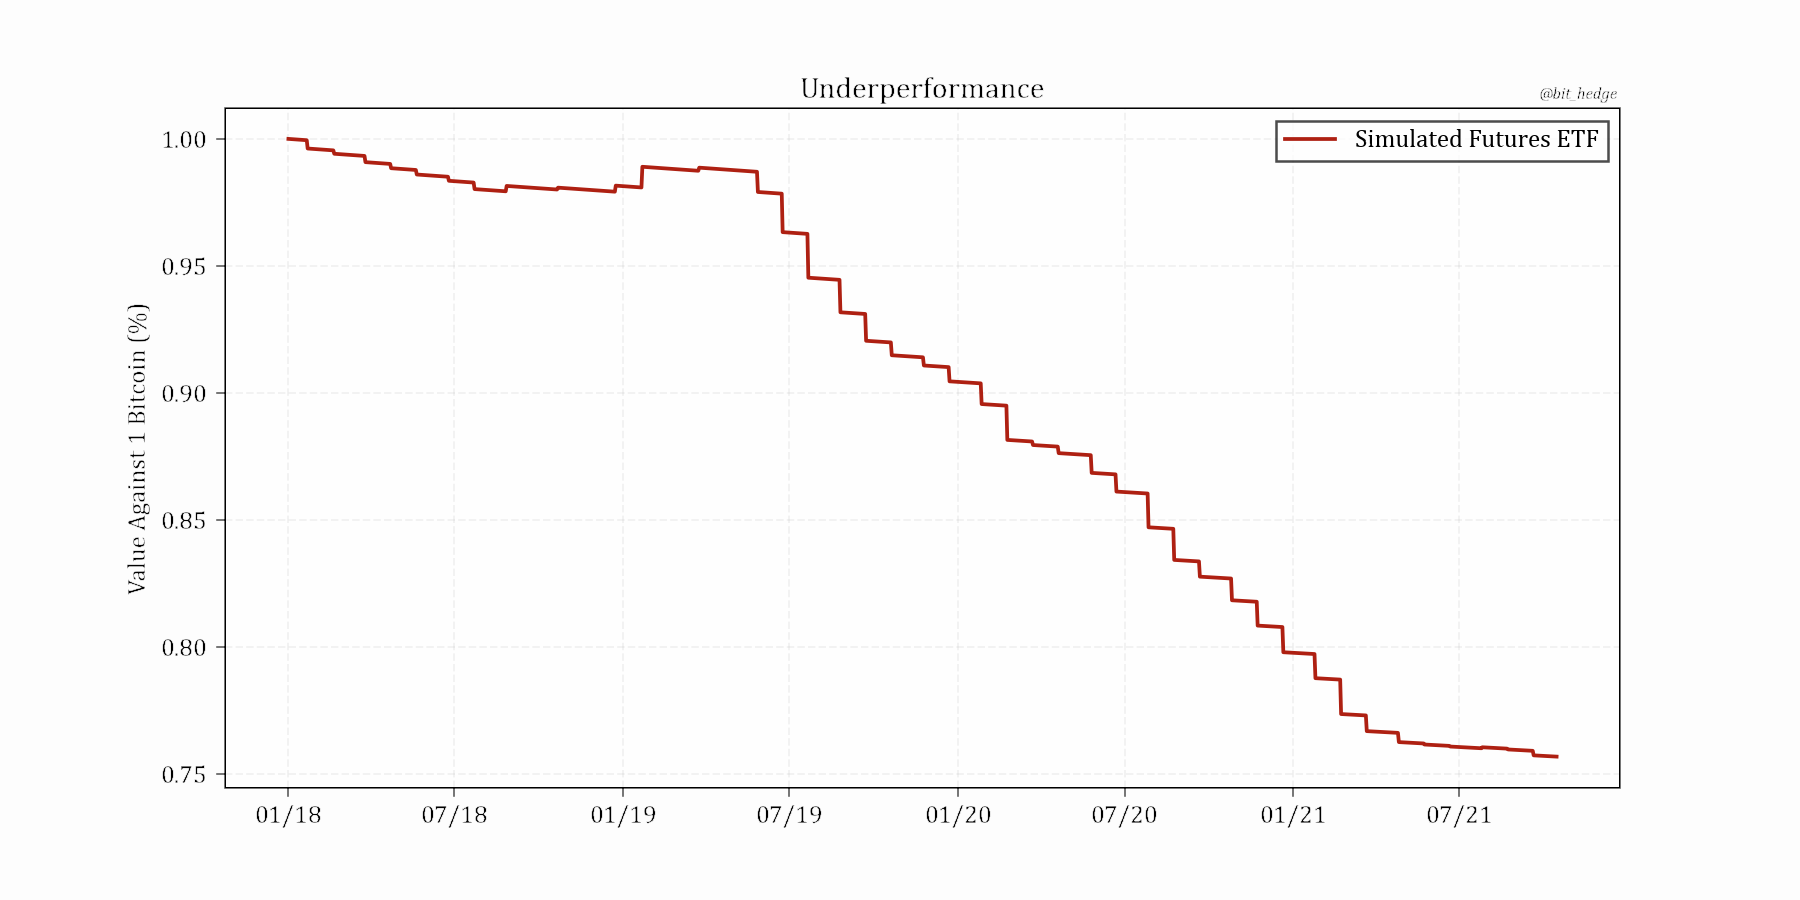 Underperformance
@bit_hedge
Simulated Futures ETF
Value Against 1 Bitcoin (%)
1.00
0.95
0.90
0.85
0.80
0.75
01/18 07/18 01/19 07/19 01/20 07/20 01/21 07/21